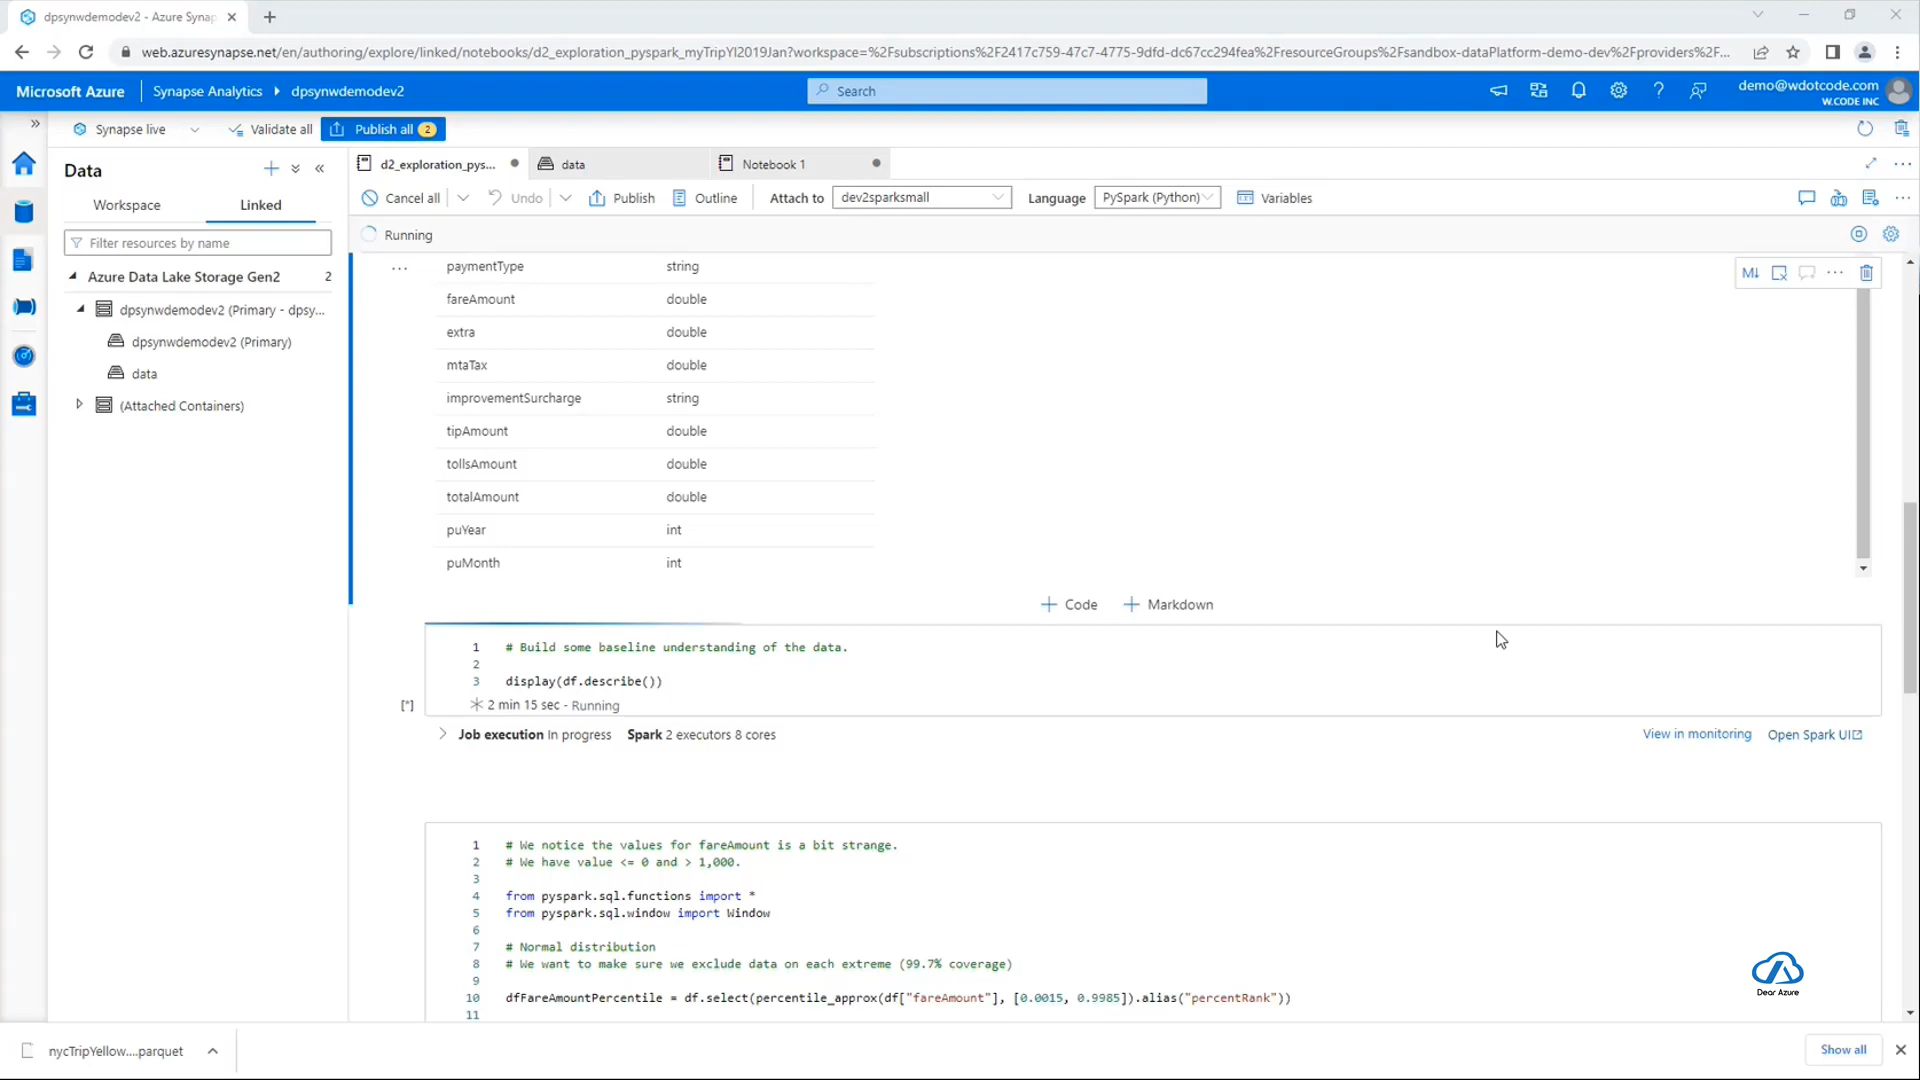 dpsynwdemodev2 - Azure Synap
web.azuresynapse.net/en/authoring/explore/linked/notebooks/d2_exploration_pyspark_myTripYl2019Jan?workspace=%2Fsubscriptions%2F2417c759-47c7-4775-9dfd-dc67cc294fea%2FresourceGroups%2Fsandbox-dataPlatform-demo-dev%2Fproviders%2F...
Microsoft Azure
Synapse Analytics
dpsynwdemodev2
Search
demo@wdotcode.com
W.CODE INC
Synapse live
Validate all
Publish all
2
Data
Workspace
Linked
Filter resources by name
Azure Data Lake Storage Gen2
2
dpsynwdemodev2 (Primary - dpsy...
dpsynwdemodev2 (Primary)
data
(Attached Containers)
d2_exploration_pys...
data
Notebook 1
Cancel all
Undo
Publish
Outline
Attach to
dev2sparksmall
Language
PySpark (Python)
Variables
Running
M↓
paymentType string
fareAmount double
extra double
mtaTax double
improvementSurcharge string
tipAmount double
tollsAmount double
totalAmount double
puYear int
puMonth int
+ Code + Markdown
1 # Build some baseline understanding of the data.
2
3 display(df.describe())
[*] 2 min 15 sec - Running
Job execution In progress Spark 2 executors 8 cores
View in monitoring
Open Spark UI
1 # We notice the values for fareAmount is a bit strange.
2 # We have value <= 0 and > 1,000.
3
4 from pyspark.sql.functions import *
5 from pyspark.sql.window import Window
6
7 # Normal distribution
8 # We want to make sure we exclude data on each extreme (99.7% coverage)
9
10 dfFareAmountPercentile = df.select(percentile_approx(df["fareAmount"], [0.0015, 0.9985]).alias("percentRank"))
11
Dear Azure
nycTripYellow....parquet
Show all